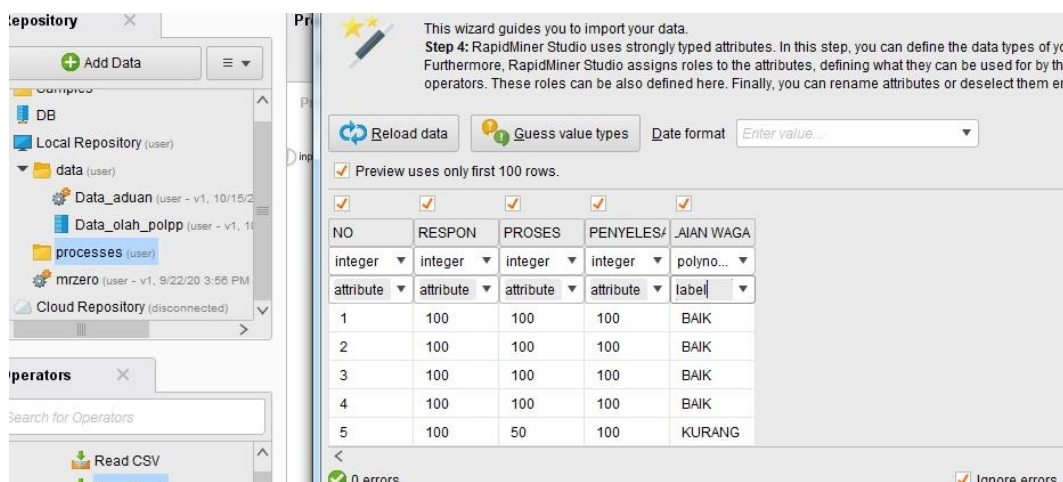 Repository
Add Data
Samples
DB
Local Repository (user)
data (user)
Data_aduan (user - v1, 10/15/2
Data_olah_polpp (user - v1, 1
processes (user)
mrzero (user - v1, 9/22/20 3:56 PM
Cloud Repository (disconnected)
Operators
Search for Operators
Read CSV
Pr
inp
This wizard guides you to import your data.
Step 4: RapidMiner Studio uses strongly typed attributes. In this step, you can define the data types of yo
Furthermore, RapidMiner Studio assigns roles to the attributes, defining what they can be used for by th
operators. These roles can be also defined here. Finally, you can rename attributes or deselect them en
Reload data Guess value types Date format Enter value...
Preview uses only first 100 rows.
NO RESPON PROSES PENYELESA LAIAN WAGA
integer integer integer integer polyno...
attribute attribute attribute attribute label
1 100 100 100 BAIK
2 100 100 100 BAIK
3 100 100 100 BAIK
4 100 100 100 BAIK
5 100 50 100 KURANG
0 errors
Ignore errors